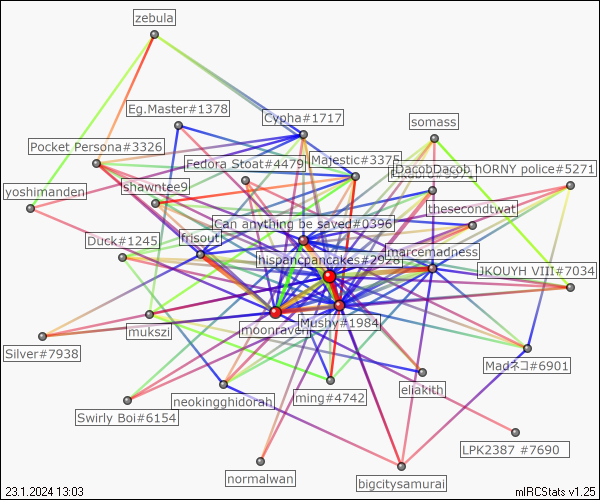 zebula
Eg.Master#1378
Cypha#1717
somass
Pocket Persona#3326
Fedora Stoat#4479
Majestic#3375
DacobDacob
hORNY police#5271
yoshimanden
shawntee9
thesecondtwat
Can anything be saved#0396
Duck#1245
frisout
marcemadness
hispancpancakes#2928
JKOUYH VIII#7034
mukszi
moonraven
Mushy#1984
Silver#7938
Madネコ#6901
eliakith
neokingghidorah
ming#4742
Swirly Boi#6154
LPK2387 #7690
normalwan
bigcitysamurai
23.1.2024 13:03
mIRCStats v1.25